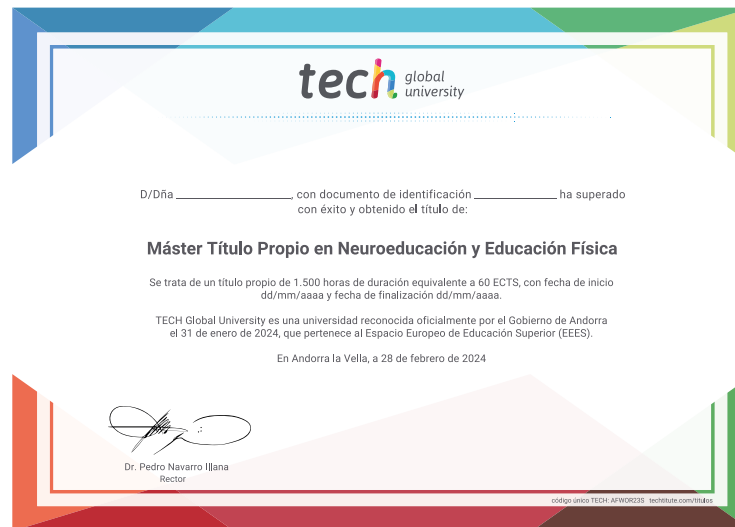 tech global university
D/Dña ____________________, con documento de identificación ______________ ha superado
con éxito y obtenido el título de:
Máster Título Propio en Neuroeducación y Educación Física
Se trata de un título propio de 1.500 horas de duración equivalente a 60 ECTS, con fecha de inicio
dd/mm/aaaa y fecha de finalización dd/mm/aaaa.
TECH Global University es una universidad reconocida oficialmente por el Gobierno de Andorra
el 31 de enero de 2024, que pertenece al Espacio Europeo de Educación Superior (EEES).
En Andorra la Vella, a 28 de febrero de 2024
Dr. Pedro Navarro Illana
Rector
código único TECH: AFWOR23S techtitute.com/titulos